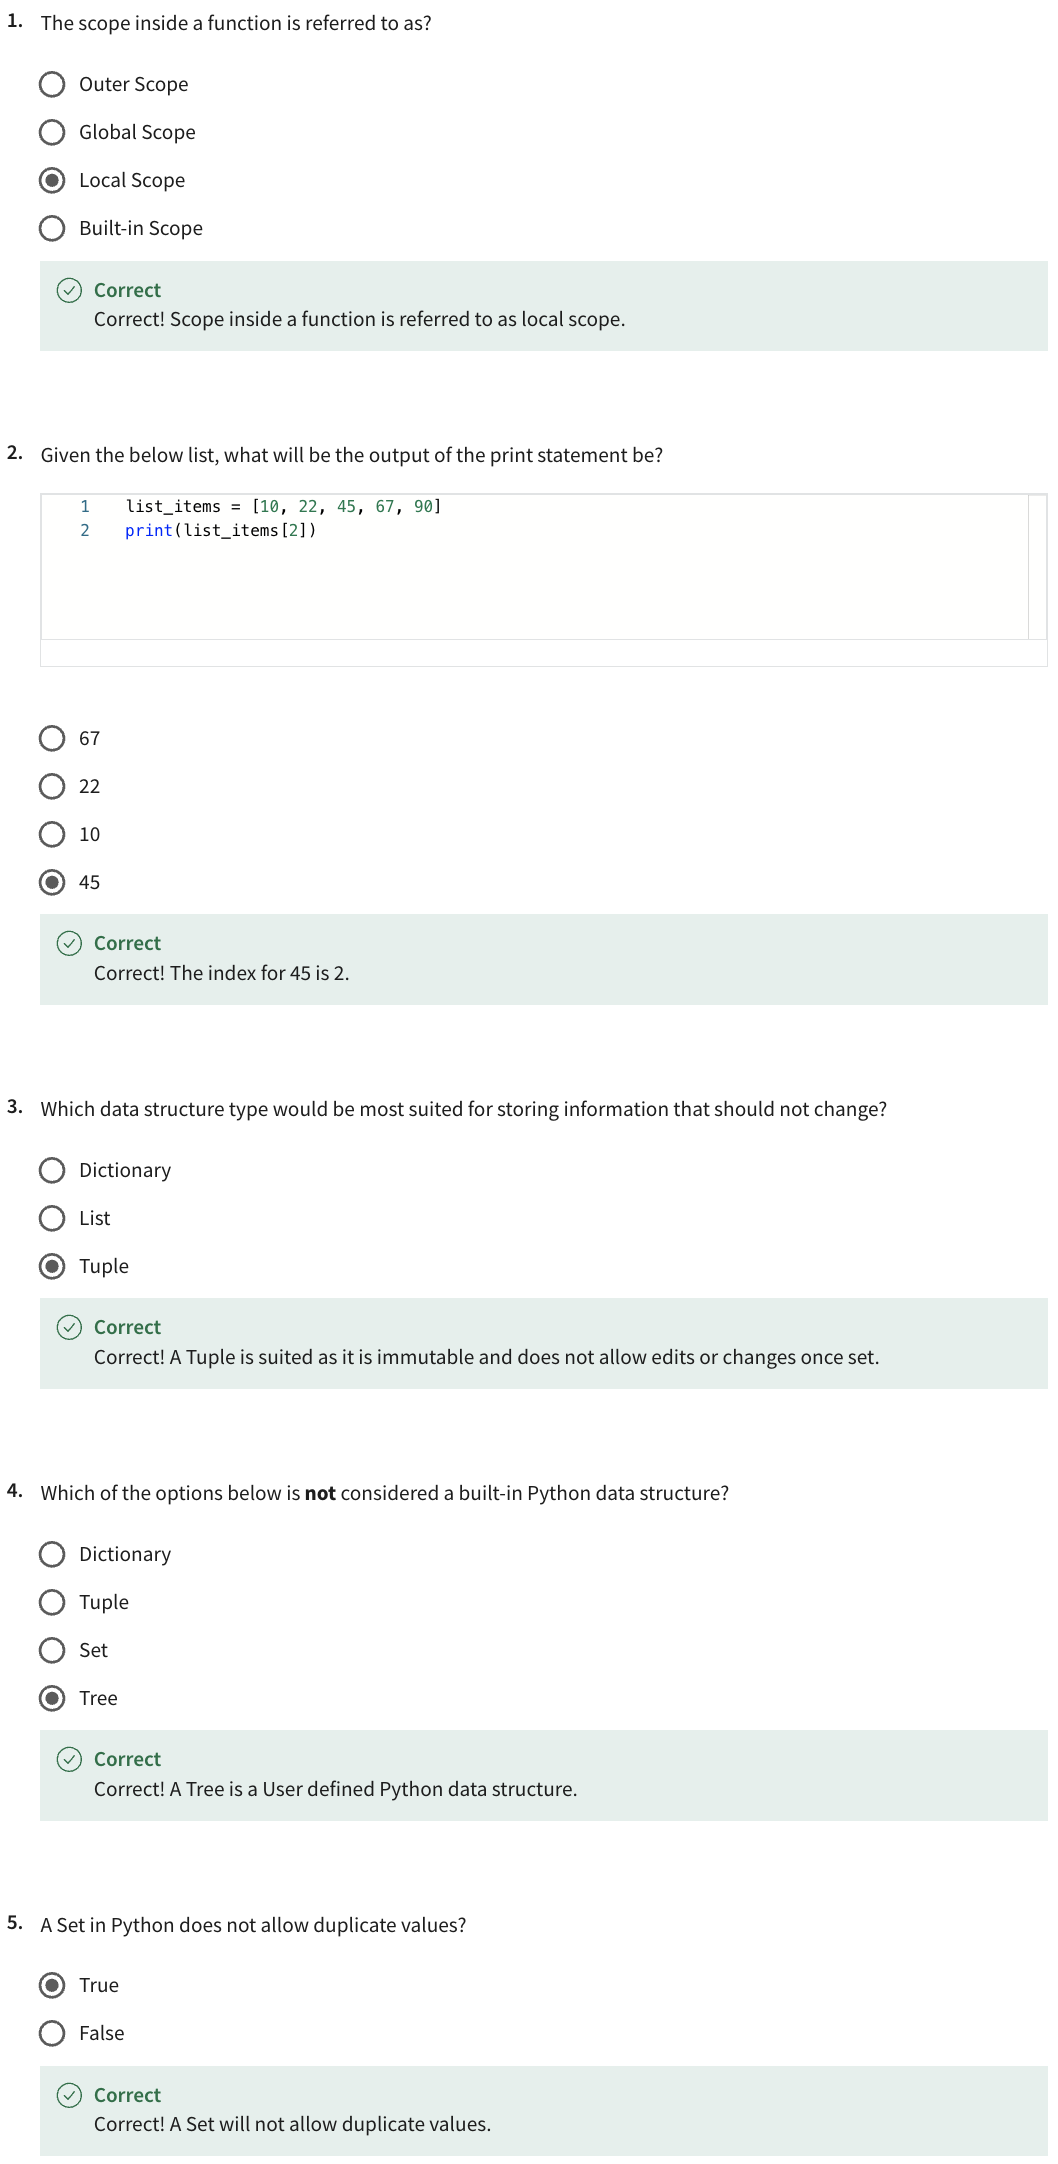 1. The scope inside a function is referred to as?
Outer Scope
Global Scope
Local Scope
Built-in Scope
Correct
Correct! Scope inside a function is referred to as local scope.
2. Given the below list, what will be the output of the print statement be?
1 list_items = [10, 22, 45, 67, 90]
2 print(list_items[2])
67
22
10
45
Correct
Correct! The index for 45 is 2.
3. Which data structure type would be most suited for storing information that should not change?
Dictionary
List
Tuple
Correct
Correct! A Tuple is suited as it is immutable and does not allow edits or changes once set.
4. Which of the options below is not considered a built-in Python data structure?
Dictionary
Tuple
Set
Tree
Correct
Correct! A Tree is a User defined Python data structure.
5. A Set in Python does not allow duplicate values?
True
False
Correct
Correct! A Set will not allow duplicate values.